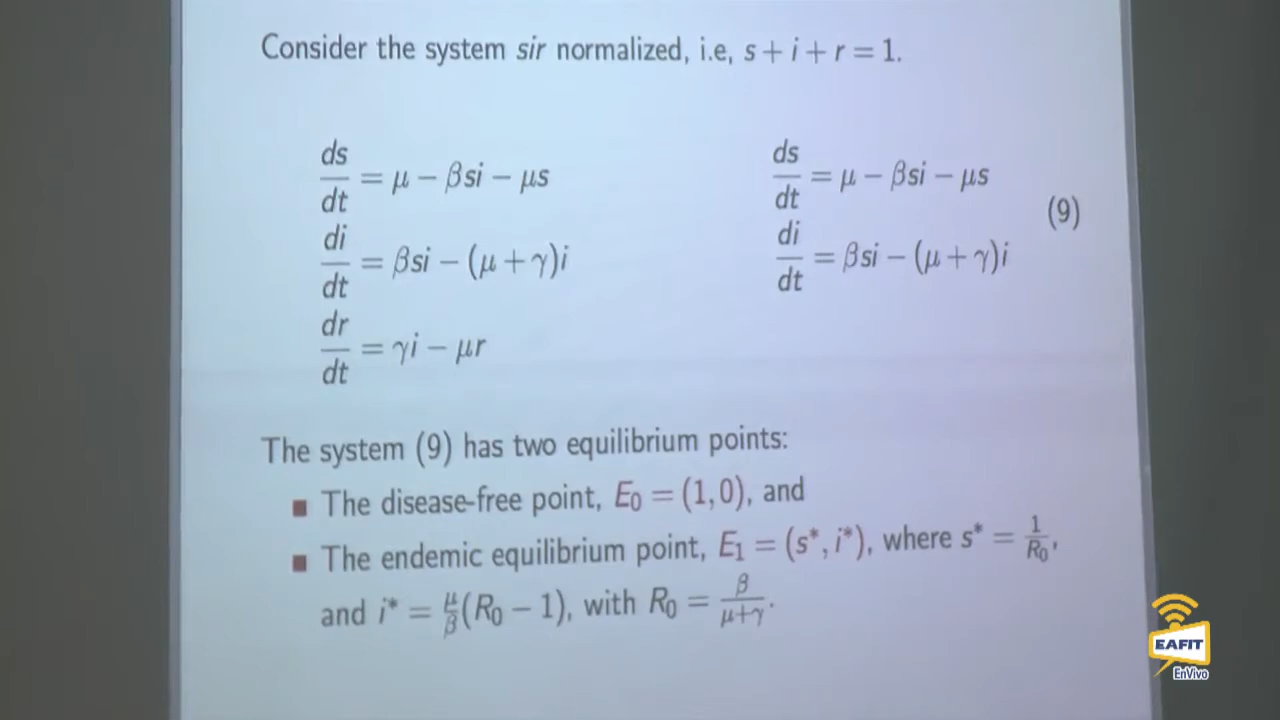 Consider the system sir normalized, i.e, s + i + r = 1.
ds/dt = μ − βsi − μs
di/dt = βsi − (μ + γ)i
dr/dt = γi − μr
ds/dt = μ − βsi − μs
di/dt = βsi − (μ + γ)i
(9)
The system (9) has two equilibrium points:
■ The disease-free point, E₀ = (1, 0), and
■ The endemic equilibrium point, E₁ = (s*, i*), where s* = 1/R₀,
and i* = μ/β(R₀ − 1), with R₀ = β/μ+γ.
EAFIT
EnVivo